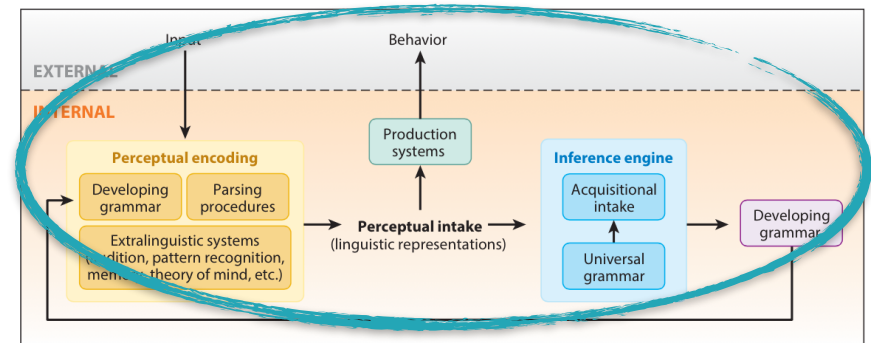 Input
Behavior
EXTERNAL
INTERNAL
Production
systems
Perceptual encoding
Developing
grammar
Parsing
procedures
Extralinguistic systems
(audition, pattern recognition,
memory, theory of mind, etc.)
Perceptual intake
(linguistic representations)
Inference engine
Acquisitional
intake
Universal
grammar
Developing
grammar